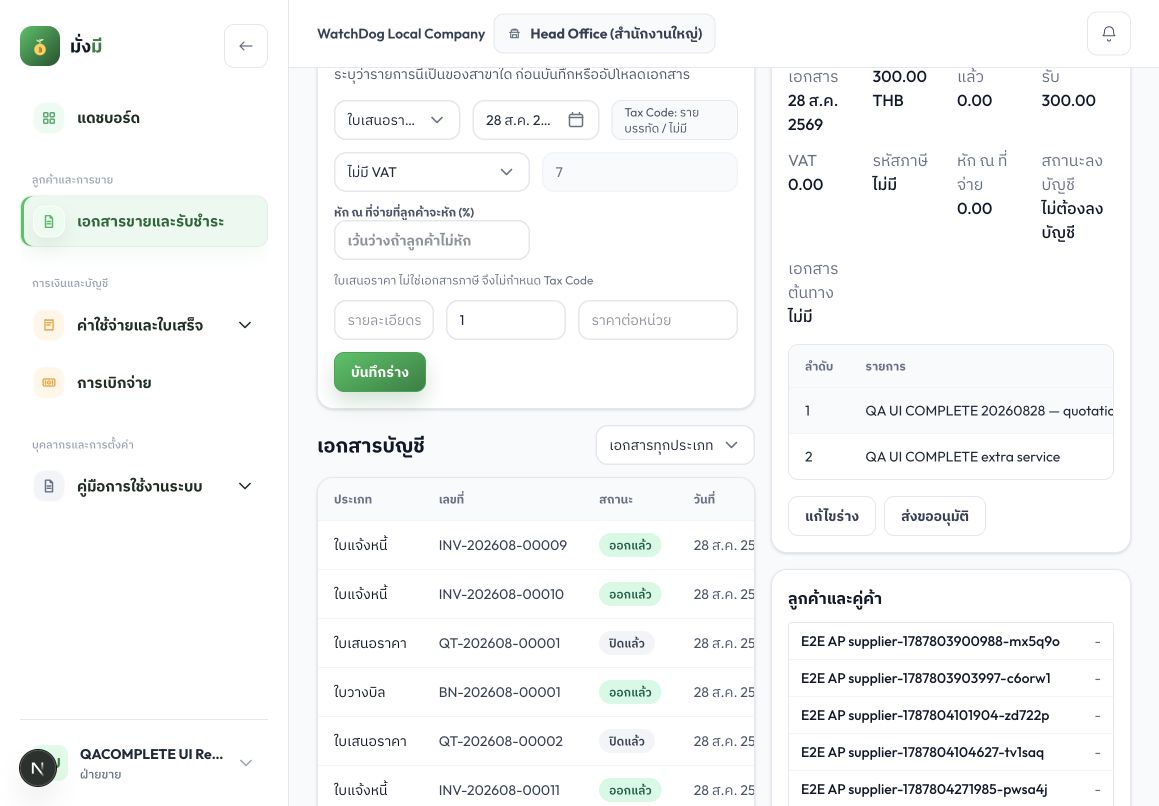 มั่งมี
แดชบอร์ด
ลูกค้าและการขาย
เอกสารขายและรับชำระ
การเงินและบัญชี
ค่าใช้จ่ายและใบเสร็จ
การเบิกจ่าย
บุคลากรและการตั้งค่า
คู่มือการใช้งานระบบ
N
QACOMPLETE UI Re...
ฝ่ายขาย
WatchDog Local Company
Head Office (สำนักงานใหญ่)
ระบุว่ารายการนี้เป็นของสาขาใด ก่อนบันทึกหรืออัปโหลดเอกสาร
ใบเสนอรา...
28 ส.ค. 2...
Tax Code: ราย
บรรทัด / ไม่มี
ไม่มี VAT
7
หัก ณ ที่จ่ายที่ลูกค้าจะหัก (%)
เว้นว่างถ้าลูกค้าไม่หัก
ใบเสนอราคา ไม่ใช่เอกสารภาษี จึงไม่กำหนด Tax Code
รายละเอียดร
1
ราคาต่อหน่วย
บันทึกร่าง
เอกสารบัญชี
เอกสารทุกประเภท
ประเภท เลขที่ สถานะ วันที่
ใบแจ้งหนี้ INV-202608-00009 ออกแล้ว 28 ส.ค. 25
ใบแจ้งหนี้ INV-202608-00010 ออกแล้ว 28 ส.ค. 25
ใบเสนอราคา QT-202608-00001 ปิดแล้ว 28 ส.ค. 25
ใบวางบิล BN-202608-00001 ออกแล้ว 28 ส.ค. 25
ใบเสนอราคา QT-202608-00002 ปิดแล้ว 28 ส.ค. 25
ใบแจ้งหนี้ INV-202608-00011 ออกแล้ว 28 ส.ค. 25
เอกสาร
28 ส.ค.
2569
300.00
THB
แล้ว
0.00
รับ
300.00
VAT
0.00
รหัสภาษี
ไม่มี
หัก ณ ที่
จ่าย
0.00
สถานะลง
บัญชี
ไม่ต้องลง
บัญชี
เอกสาร
ต้นทาง
ไม่มี
ลำดับ รายการ
1 QA UI COMPLETE 20260828 — quotatio
2 QA UI COMPLETE extra service
แก้ไขร่าง
ส่งขออนุมัติ
ลูกค้าและคู่ค้า
E2E AP supplier-1787803900988-mx5q9o -
E2E AP supplier-1787803903997-c6orw1 -
E2E AP supplier-1787804101904-zd722p -
E2E AP supplier-1787804104627-tv1saq -
E2E AP supplier-1787804271985-pwsa4j -